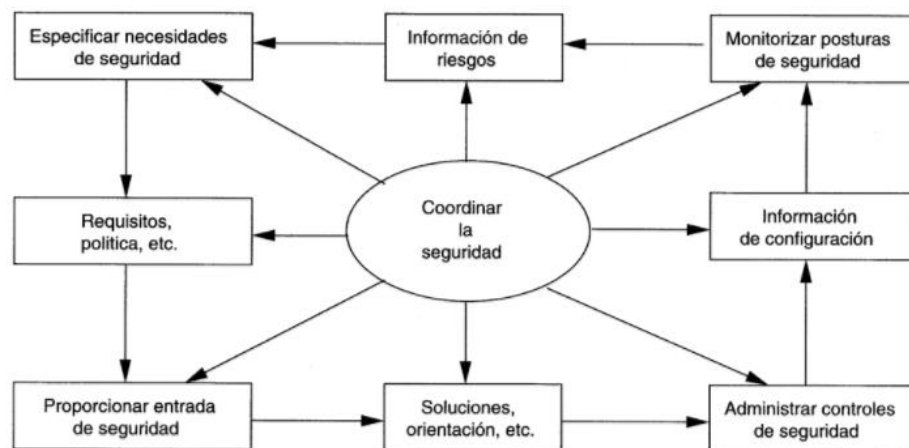 Especificar necesidades
de seguridad
Información de
riesgos
Monitorizar posturas
de seguridad
Requisitos,
politica, etc.
Coordinar
la
seguridad
Información
de configuración
Proporcionar entrada
de seguridad
Soluciones,
orientación, etc.
Administrar controles
de seguridad